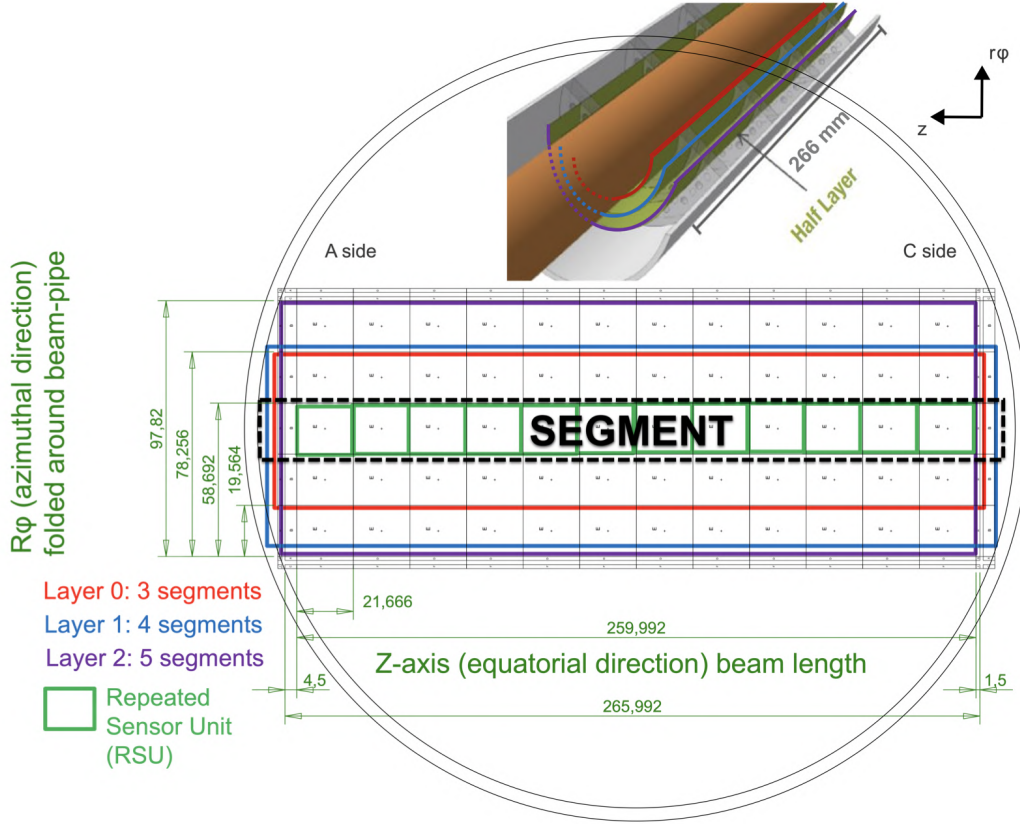 rφ
z
266 mm
Half Layer
A side
C side
Rφ (azimuthal direction)
folded around beam-pipe
97,82
78,256
58,692
19,564
SEGMENT
Layer 0: 3 segments
Layer 1: 4 segments
Layer 2: 5 segments
Repeated
Sensor Unit
(RSU)
21,666
259,992
Z-axis (equatorial direction) beam length
4,5
1,5
265,992